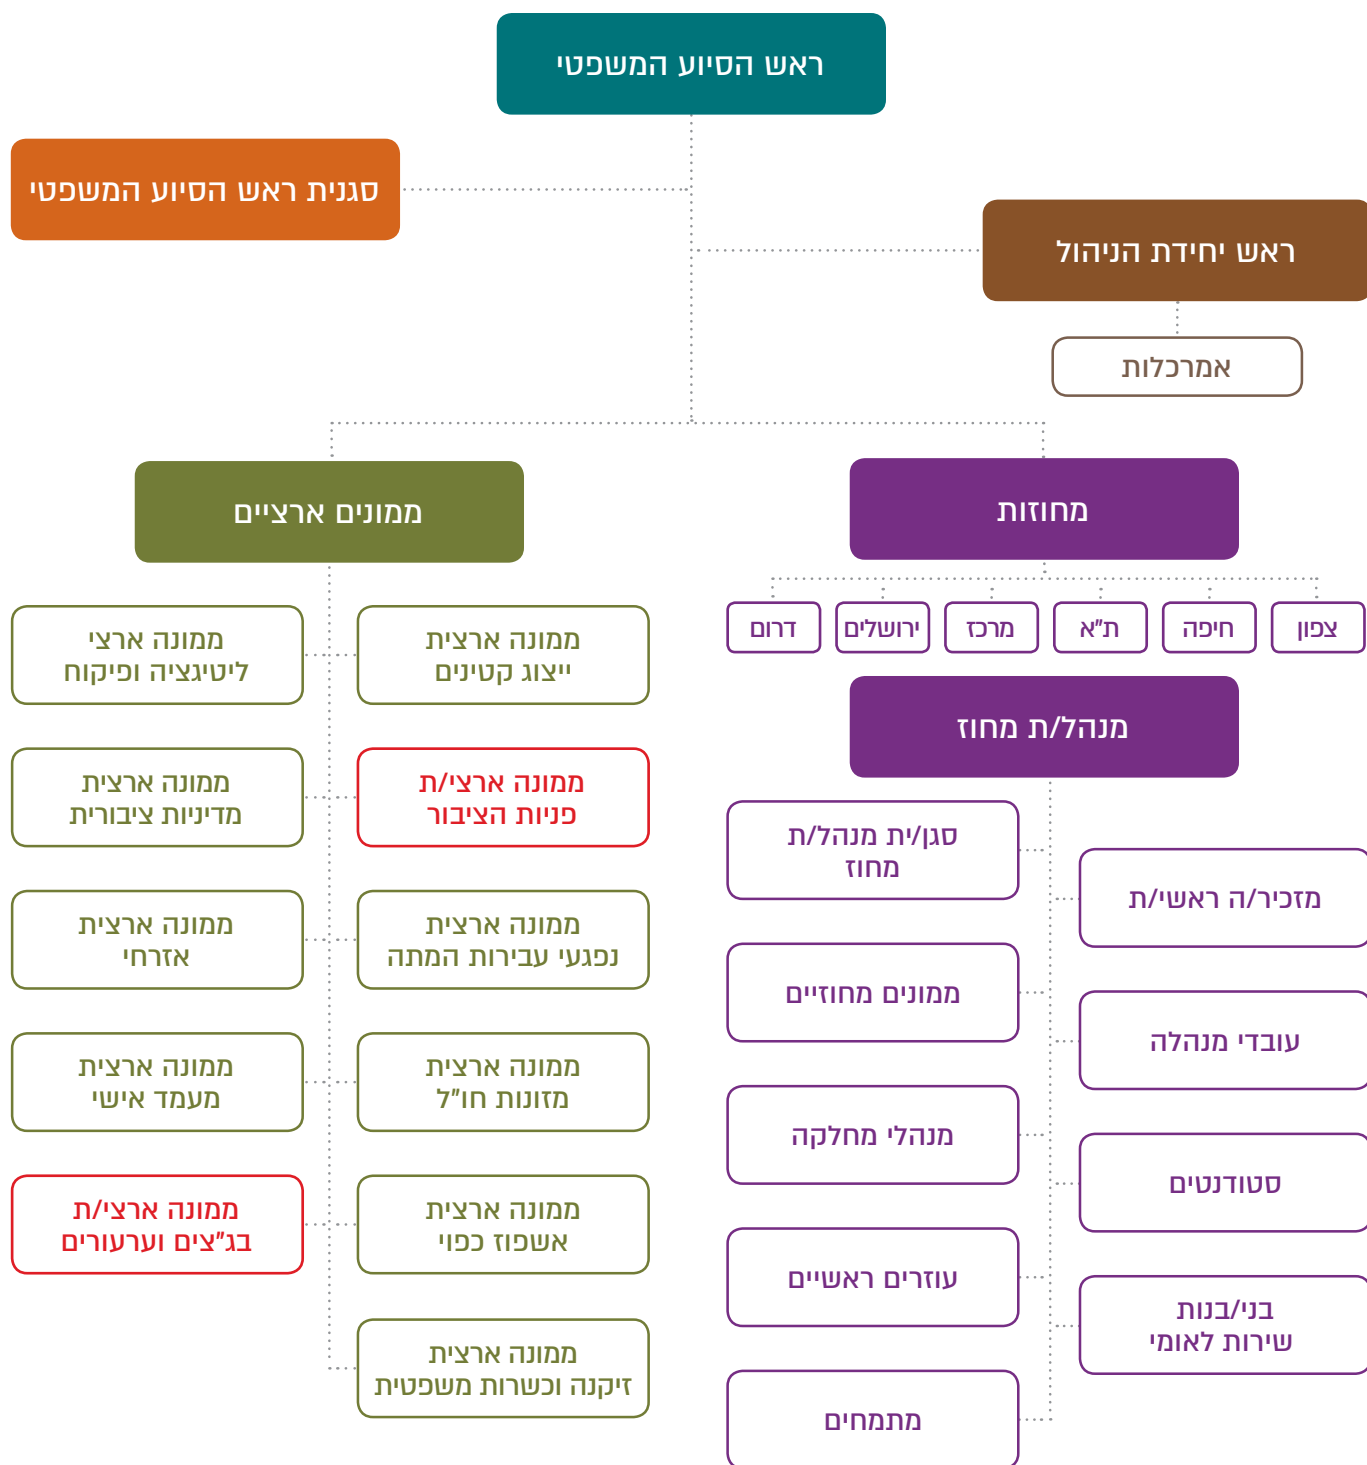 ראש הסיוע המשפטי
סגנית ראש הסיוע המשפטי
ראש יחידת הניהול
אמרכלות
מחוזות
צפון
חיפה
ת"א
מרכז
ירושלים
דרום
מנהל/ת מחוז
מזכיר/ה ראשי/ת
עובדי מנהלה
סטודנטים
בני/בנות
שירות לאומי
סגן/ית מנהל/ת
מחוז
ממונים מחוזיים
מנהלי מחלקה
עוזרים ראשיים
מתמחים
ממונים ארציים
ממונה ארצית
ייצוג קטינים
ממונה ארצי/ת
פניות הציבור
ממונה ארצית
נפגעי עבירות המתה
ממונה ארצית
מזונות חו"ל
ממונה ארצית
אשפוז כפוי
ממונה ארצית
זיקנה וכשרות משפטית
ממונה ארצי
ליטיגציה ופיקוח
ממונה ארצית
מדיניות ציבורית
ממונה ארצית
אזרחי
ממונה ארצית
מעמד אישי
ממונה ארצי/ת
בג"צים וערעורים